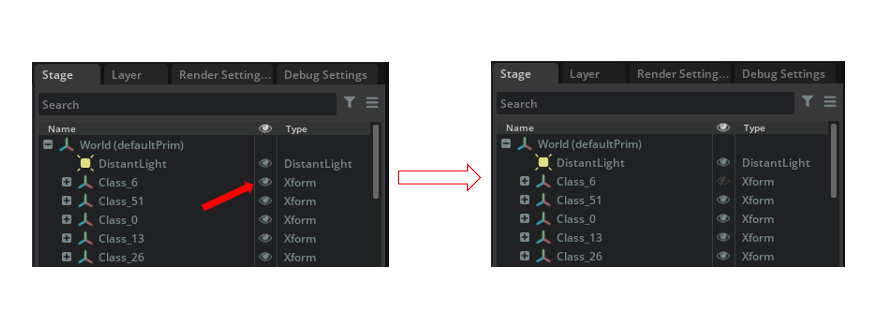 Stage Layer Render Setting... Debug Settings
Search
Name Type
World (defaultPrim)
DistantLight DistantLight
Class_6 Xform
Class_51 Xform
Class_0 Xform
Class_13 Xform
Class_26 Xform
Stage Layer Render Setting... Debug Settings
Search
Name Type
World (defaultPrim)
DistantLight DistantLight
Class_6 Xform
Class_51 Xform
Class_0 Xform
Class_13 Xform
Class_26 Xform